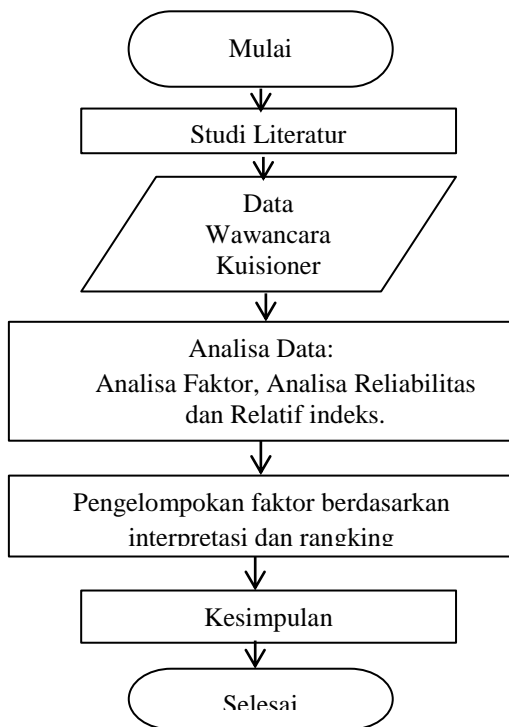 Mulai
Studi Literatur
Data
Wawancara
Kuisioner
Analisa Data:
Analisa Faktor, Analisa Reliabilitas
dan Relatif indeks.
Pengelompokan faktor berdasarkan
interpretasi dan rangking
Kesimpulan
Selesai